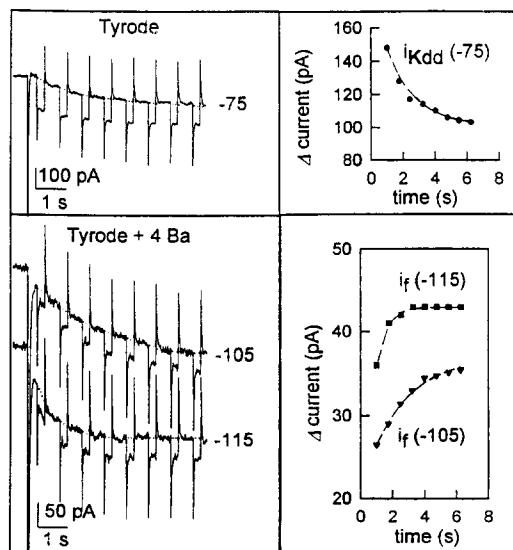 Tyrode
-75
100 pA
1 s
Δ current (pA)
160
140
120
100
80
iKdd (-75)
0 2 4 6 8
time (s)
Tyrode + 4 Ba
-105
-115
50 pA
1 s
Δ current (pA)
50
40
30
20
if (-115)
if (-105)
0 2 4 6 8
time (s)